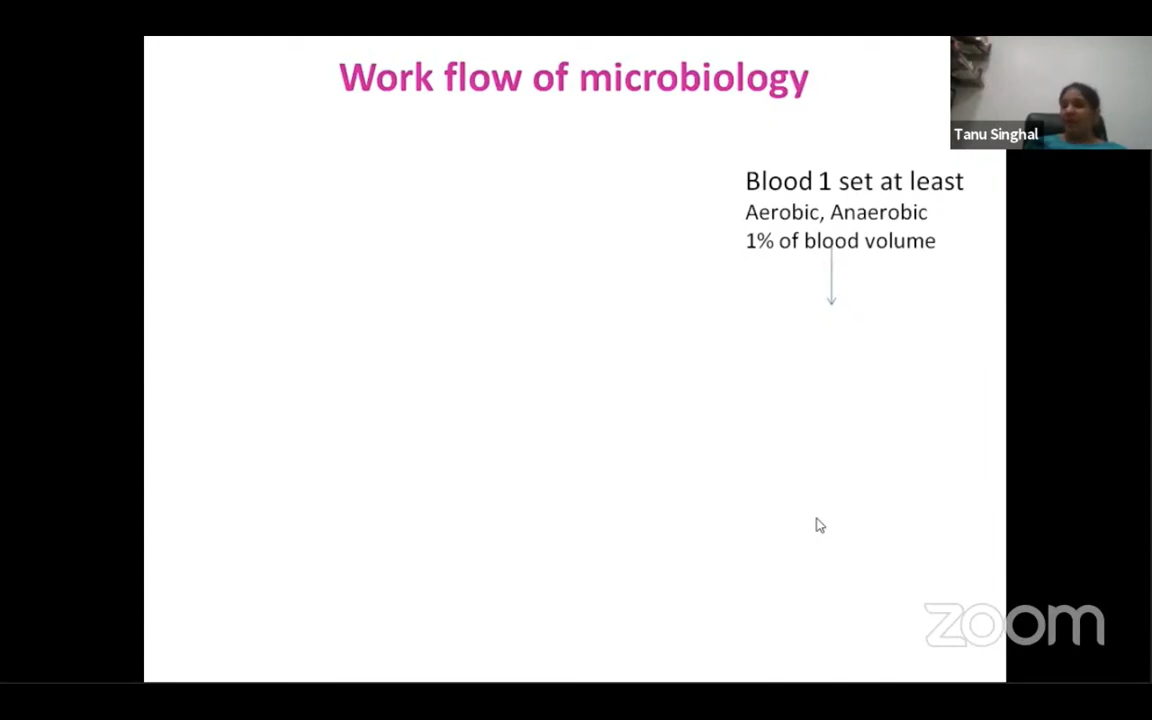 Work flow of microbiology
Tanu Singhal
Blood 1 set at least
Aerobic, Anaerobic
1% of blood volume
zoom